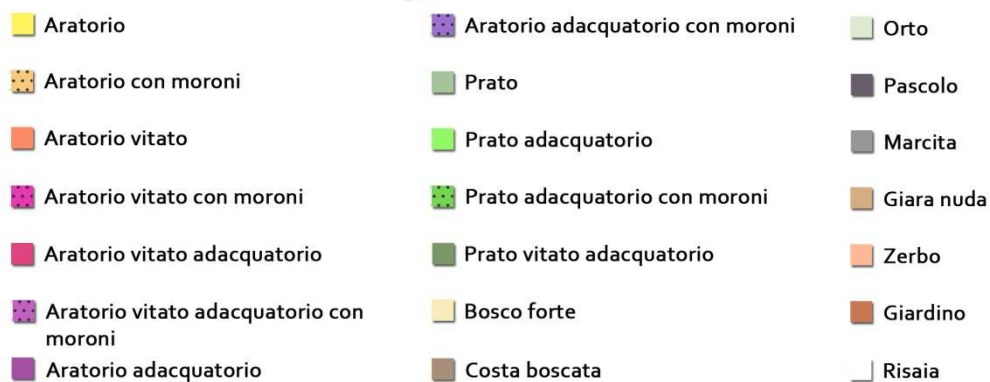 Aratorio
Aratorio con moroni
Aratorio vitato
Aratorio vitato con moroni
Aratorio vitato adacquatorio
Aratorio vitato adacquatorio con
moroni
Aratorio adacquatorio
Aratorio adacquatorio con moroni
Prato
Prato adacquatorio
Prato adacquatorio con moroni
Prato vitato adacquatorio
Bosco forte
Costa boscata
Orto
Pascolo
Marcita
Giara nuda
Zerbo
Giardino
Risaia